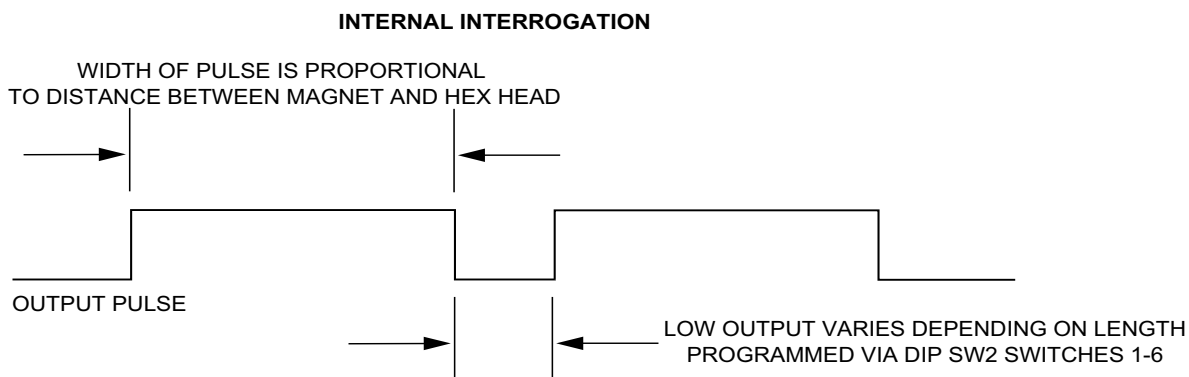 INTERNAL INTERROGATION
WIDTH OF PULSE IS PROPORTIONAL
TO DISTANCE BETWEEN MAGNET AND HEX HEAD
OUTPUT PULSE
LOW OUTPUT VARIES DEPENDING ON LENGTH
PROGRAMMED VIA DIP SW2 SWITCHES 1-6